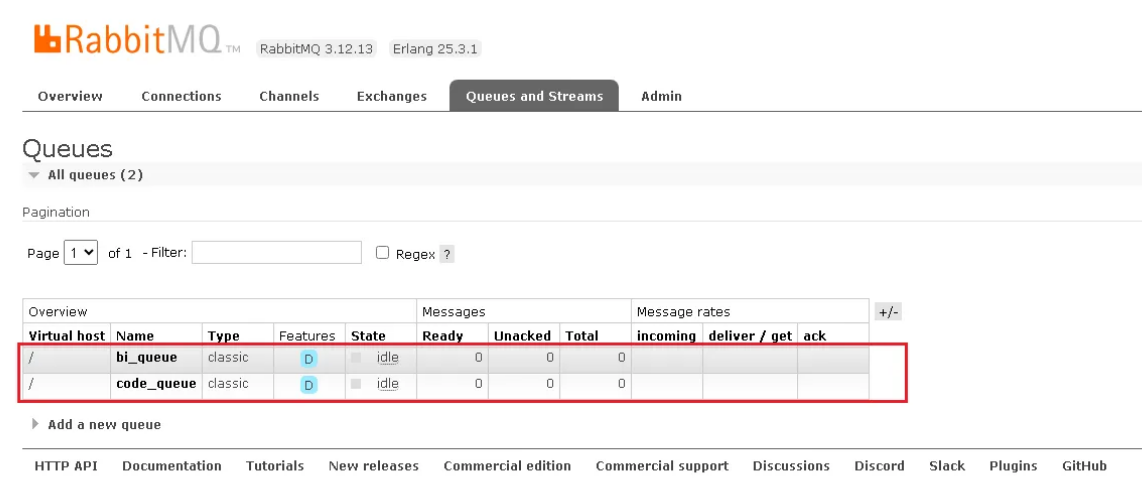 RabbitMQ TM RabbitMQ 3.12.13 Erlang 25.3.1
Overview Connections Channels Exchanges Queues and Streams Admin
Queues
All queues (2)
Pagination
Page 1 of 1 - Filter: Regex ?
Overview Messages Message rates +/-
Virtual host Name Type Features State Ready Unacked Total incoming deliver / get ack
/ bi_queue classic D idle 0 0 0
/ code_queue classic D idle 0 0 0
Add a new queue
HTTP API Documentation Tutorials New releases Commercial edition Commercial support Discussions Discord Slack Plugins GitHub